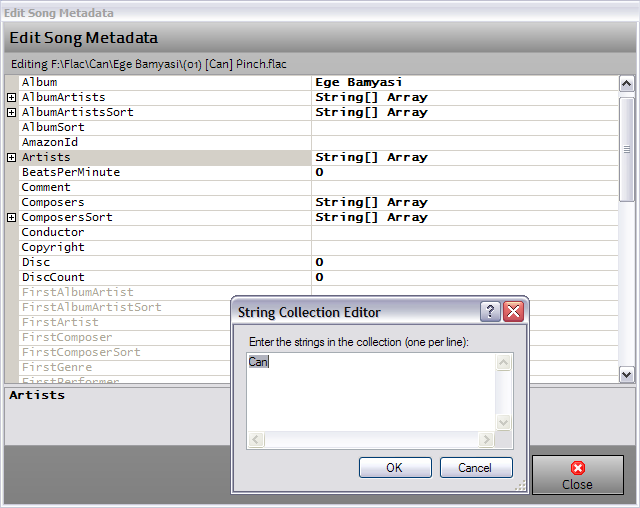 Edit Song Metadata
Edit Song Metadata
Editing F:\Flac\Can\Ege Bamyasi\(01) [Can] Pinch.flac
Album Ege Bamyasi
AlbumArtists String[] Array
AlbumArtistsSort String[] Array
AlbumSort
AmazonId
Artists String[] Array
BeatsPerMinute 0
Comment
Composers String[] Array
ComposersSort String[] Array
Conductor
Copyright
Disc 0
DiscCount 0
FirstAlbumArtist
FirstAlbumArtistSort
FirstArtist
FirstComposer
FirstComposerSort
FirstGenre
FirstPerformer
Artists
String Collection Editor
Enter the strings in the collection (one per line):
Can
OK Cancel
Close